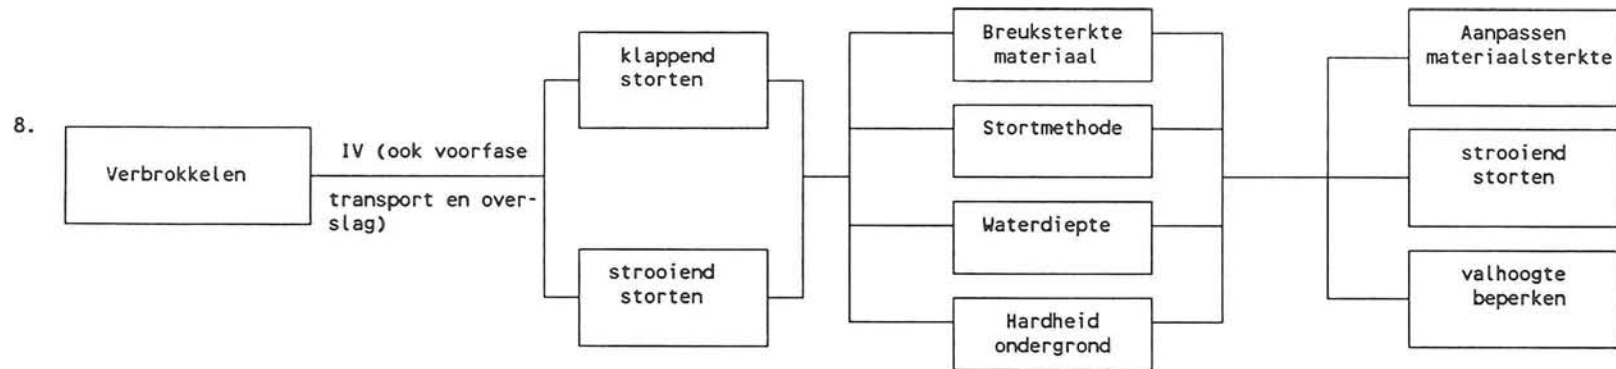 8.
Verbrokkelen
IV (ook voorfase
transport en over-
slag)
klappend
storten
strooiend
storten
Breuksterkte
materiaal
Stortmethode
Waterdiepte
Hardheid
ondergrond
Aanpassen
materiaalsterkte
strooiend
storten
valhoogte
beperken